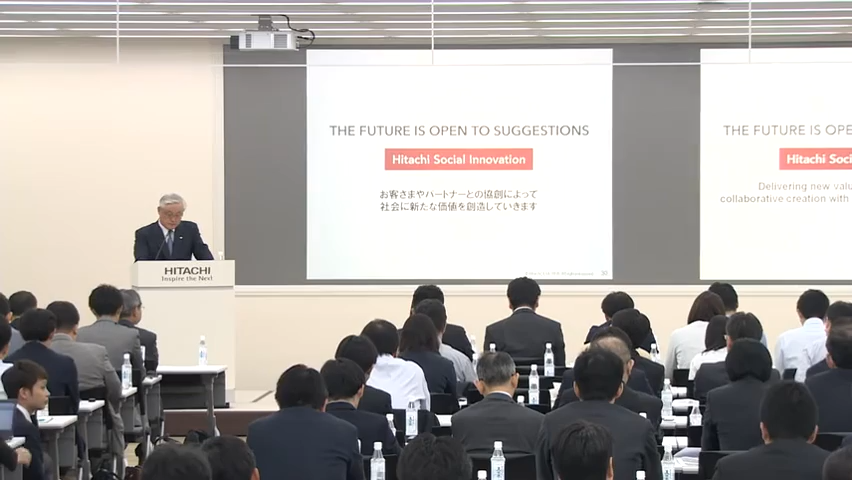 THE FUTURE IS OPEN TO SUGGESTIONS
Hitachi Social Innovation
お客さまやパートナーとの協創によって
社会に新たな価値を創造していきます
30
THE FUTURE IS OPE
Hitachi Soci
Delivering new valu
collaborative creation with
HITACHI
Inspire the Next